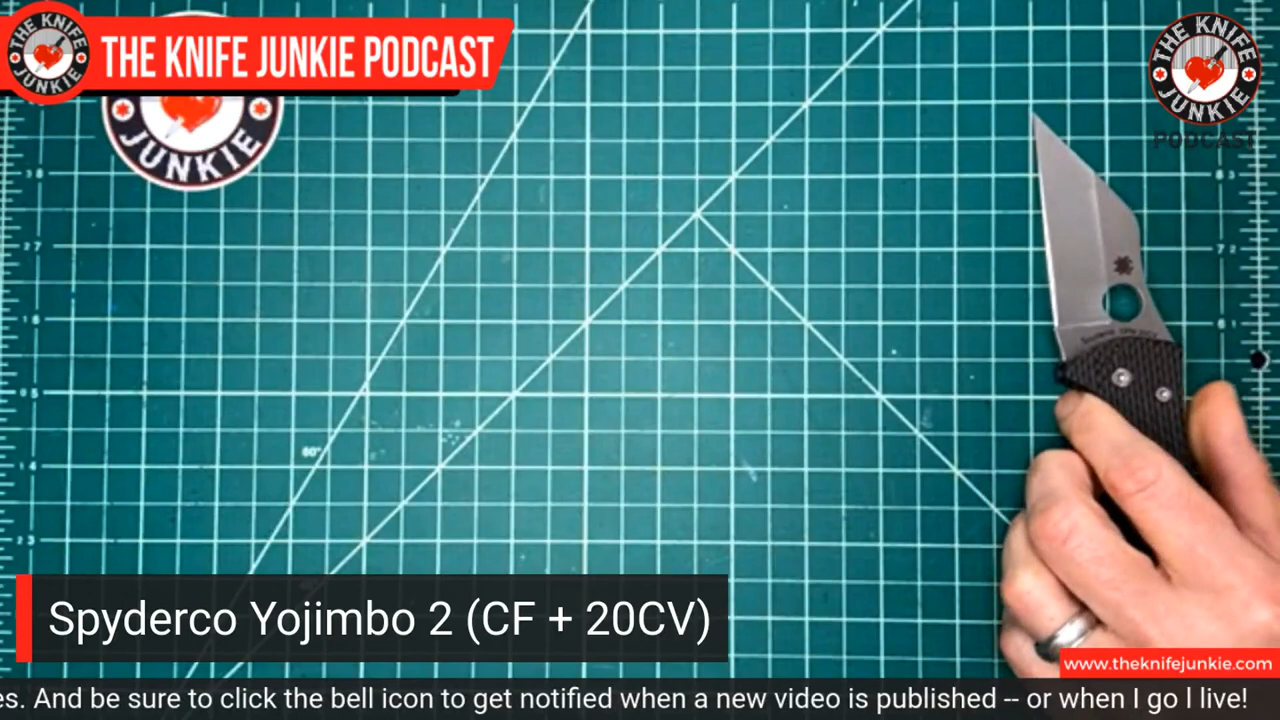 THE KNIFE JUNKIE
THE KNIFE JUNKIE PODCAST
JUNKIE
THE KNIFE JUNKIE
PODCAST
60°
Spyderco Yojimbo 2 (CF + 20CV)
www.theknifejunkie.com
es. And be sure to click the bell icon to get notified when a new video is published -- or when I go l live!